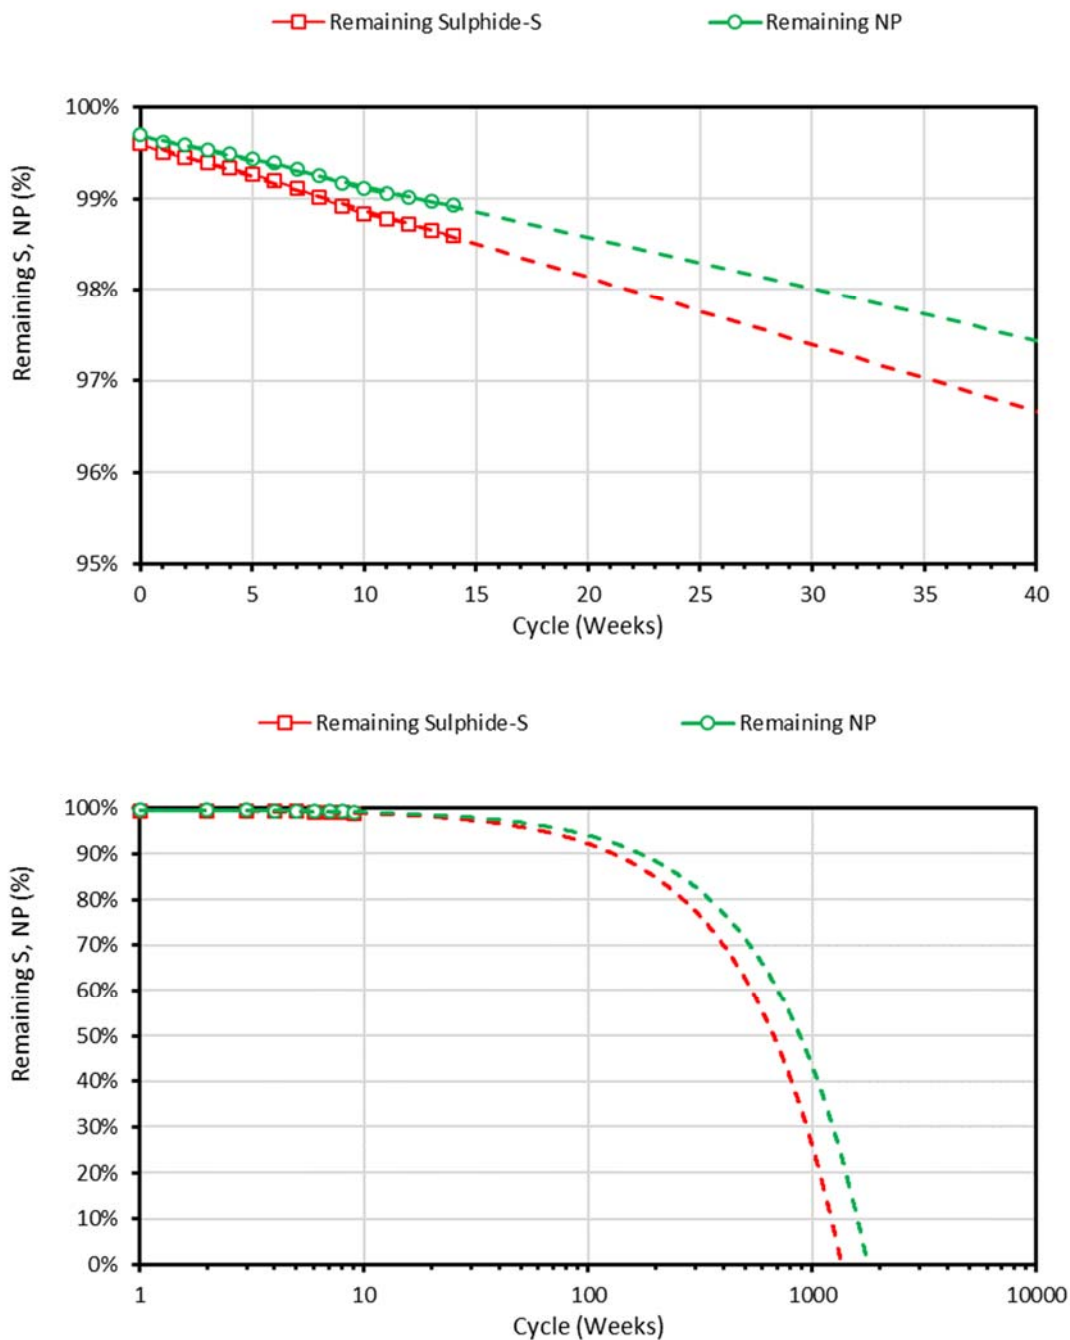 Remaining Sulphide-S Remaining NP
100%
99%
98%
97%
96%
95%
Remaining S, NP (%)
0 5 10 15 20 25 30 35 40
Cycle (Weeks)
Remaining Sulphide-S Remaining NP
100%
90%
80%
70%
60%
50%
40%
30%
20%
10%
0%
Remaining S, NP (%)
1 10 100 1000 10000
Cycle (Weeks)